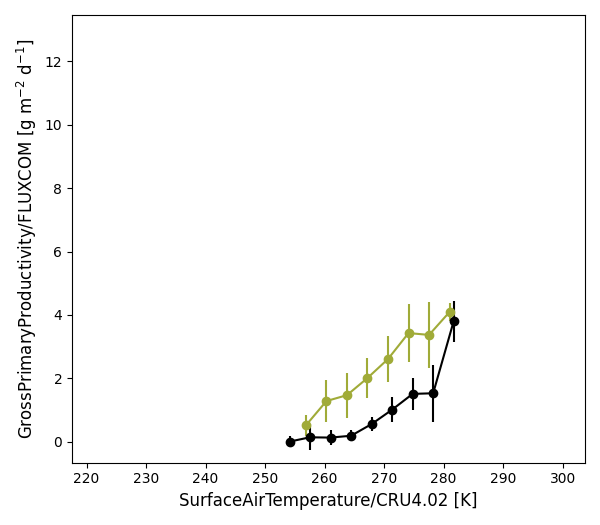 GrossPrimaryProductivity/FLUXCOM [g m⁻² d⁻¹]
12
10
8
6
4
2
0
220 230 240 250 260 270 280 290 300
SurfaceAirTemperature/CRU4.02 [K]